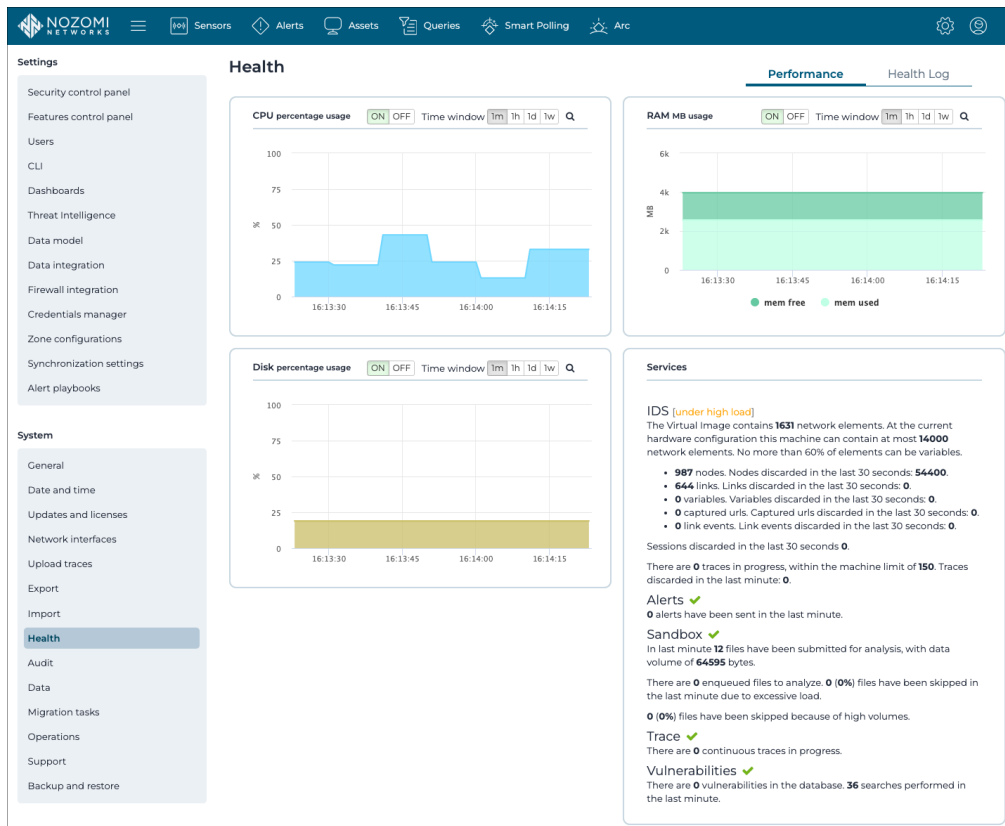 NOZOMI
NETWORKS
Sensors
Alerts
Assets
Queries
Smart Polling
Arc
Settings
Security control panel
Features control panel
Users
CLI
Dashboards
Threat Intelligence
Data model
Data integration
Firewall integration
Credentials manager
Zone configurations
Synchronization settings
Alert playbooks
System
General
Date and time
Updates and licenses
Network interfaces
Upload traces
Export
Import
Health
Audit
Data
Migration tasks
Operations
Support
Backup and restore
Health
Performance
Health Log
CPU percentage usage ON OFF Time window 1m 1h 1d 1w
100
75
% 50
25
0
16:13:30 16:13:45 16:14:00 16:14:15
RAM MB usage ON OFF Time window 1m 1h 1d 1w
6k
4k
MB
2k
0
16:13:30 16:13:45 16:14:00 16:14:15
mem free mem used
Disk percentage usage ON OFF Time window 1m 1h 1d 1w
100
75
% 50
25
0
16:13:30 16:13:45 16:14:00 16:14:15
Services
IDS [under high load]
The Virtual Image contains 1631 network elements. At the current
hardware configuration this machine can contain at most 14000
network elements. No more than 60% of elements can be variables.
• 987 nodes. Nodes discarded in the last 30 seconds: 54400.
• 644 links. Links discarded in the last 30 seconds: 0.
• 0 variables. Variables discarded in the last 30 seconds: 0.
• 0 captured urls. Captured urls discarded in the last 30 seconds: 0.
• 0 link events. Link events discarded in the last 30 seconds: 0.
Sessions discarded in the last 30 seconds 0.
There are 0 traces in progress, within the machine limit of 150. Traces
discarded in the last minute: 0.
Alerts ✔
0 alerts have been sent in the last minute.
Sandbox ✔
In last minute 12 files have been submitted for analysis, with data
volume of 64595 bytes.
There are 0 enqueued files to analyze. 0 (0%) files have been skipped in
the last minute due to excessive load.
0 (0%) files have been skipped because of high volumes.
Trace ✔
There are 0 continuous traces in progress.
Vulnerabilities ✔
There are 0 vulnerabilities in the database. 36 searches performed in
the last minute.